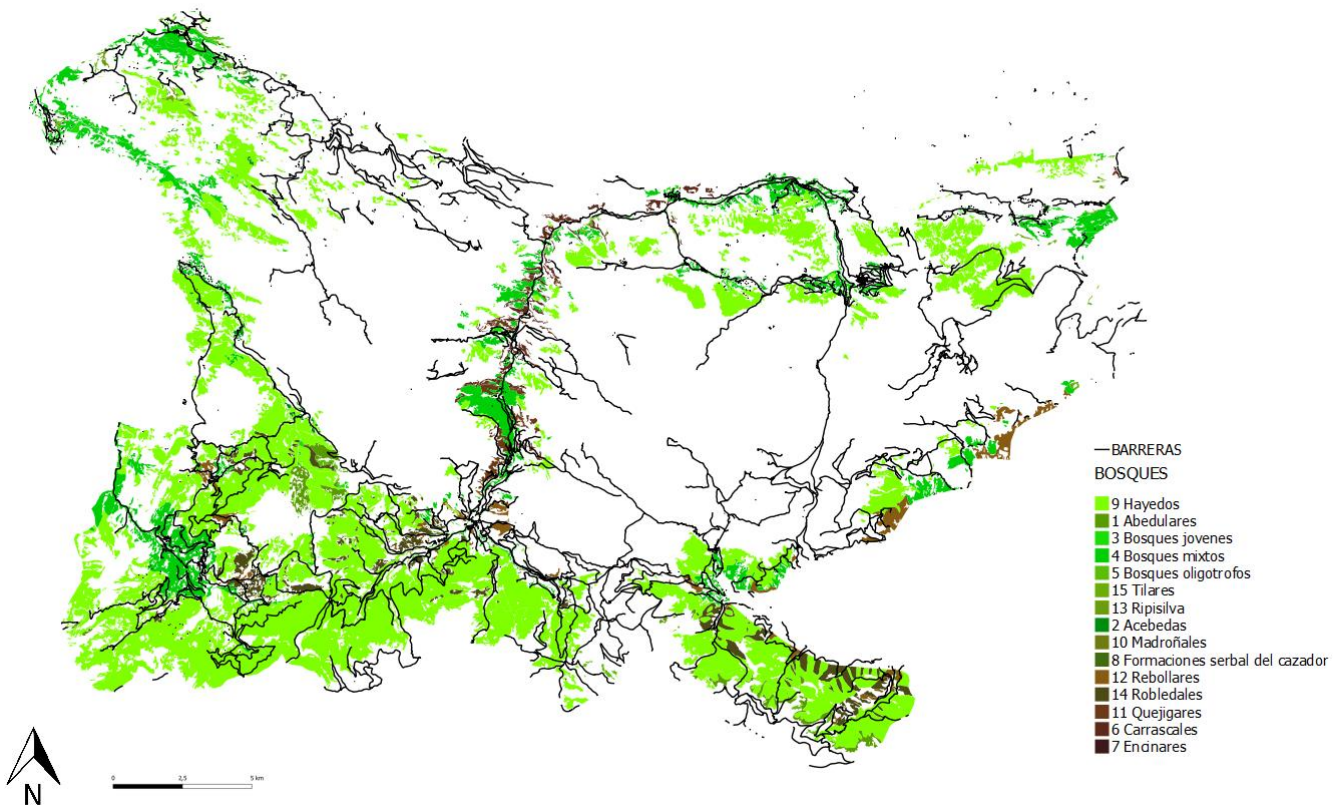 BARRERAS
BOSQUES
9 Hayedos
1 Abedulares
3 Bosques jovenes
4 Bosques mixtos
5 Bosques oligotrofos
15 Tilares
13 Ripisilva
2 Acebedas
10 Madroñales
8 Formaciones serbal del cazador
12 Rebollares
14 Robledales
11 Quejigares
6 Carrascales
7 Encinares
0 2,5 5 km
N